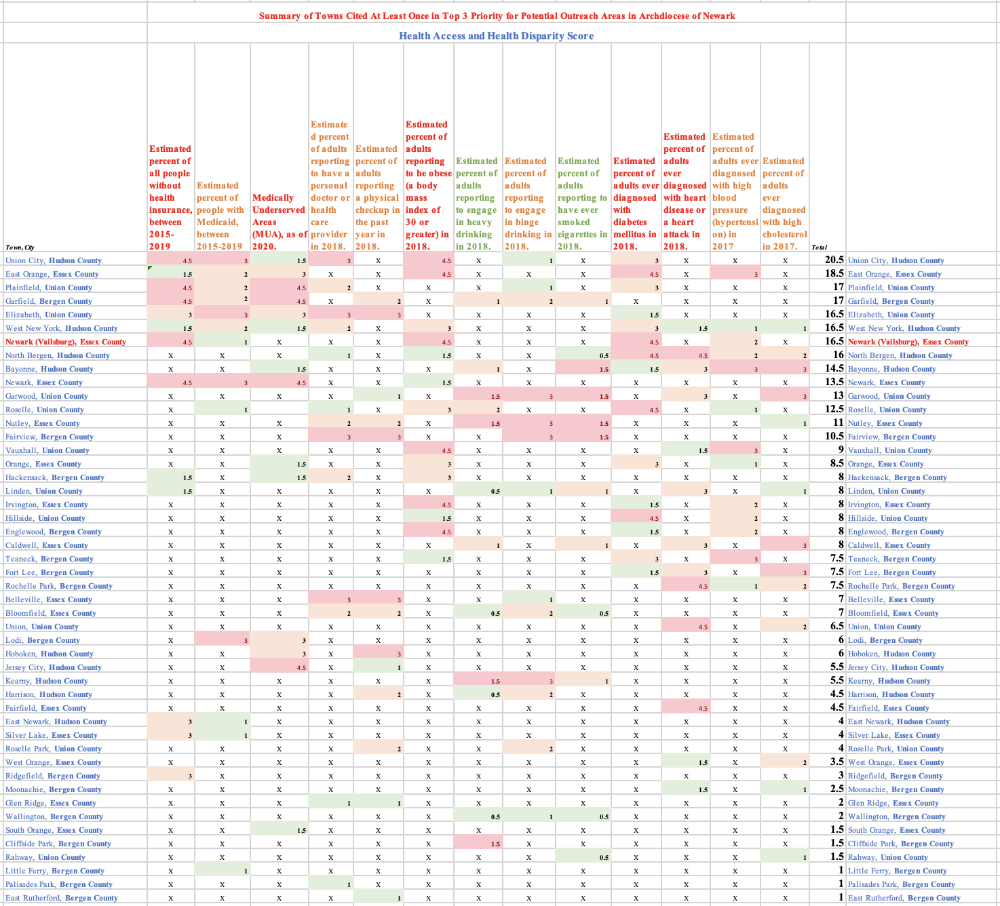 Summary of Towns Cited At Least Once in Top 3 Priority for Potential Outreach Areas in Archdiocese of Newark
Health Access and Health Disparity Score
Town, City
Estimated percent of all people without health insurance, between 2015-2019
Estimated percent of people with Medicaid, between 2015-2019
Medically Underserved Areas (MUA), as of 2020.
Estimated percent of adults reporting to have a personal doctor or health care provider in 2018.
Estimated percent of adults reporting a physical checkup in the past year in 2018.
Estimated percent of adults reporting to be obese (a body mass index of 30 or greater) in 2018.
Estimated percent of adults reporting to engage in heavy drinking in 2018.
Estimated percent of adults reporting to engage in binge drinking in 2018.
Estimated percent of adults reporting to have ever smoked cigarettes in 2018.
Estimated percent of adults ever diagnosed with diabetes mellitus in 2018.
Estimated percent of adults ever diagnosed with heart disease or a heart attack in 2018.
Estimated percent of adults ever diagnosed with high blood pressure (hypertension) in 2017
Estimated percent of adults ever diagnosed with high cholesterol in 2017.
Total
Union City, Hudson County 4.5 3 1.5 3 X 4.5 X 1 X 3 X X X 20.5 Union City, Hudson County
East Orange, Essex County 1.5 2 3 X X 4.5 X X X 4.5 X 3 X 18.5 East Orange, Essex County
Plainfield, Union County 4.5 2 4.5 2 X X X 1 X 3 X X X 17 Plainfield, Union County
Garfield, Bergen County 4.5 2 4.5 X 2 X 1 2 1 X X X X 17 Garfield, Bergen County
Elizabeth, Union County 3 3 3 3 3 X X X X 1.5 X X X 16.5 Elizabeth, Union County
West New York, Hudson County 1.5 2 1.5 2 X 3 X X X 3 1.5 1 1 16.5 West New York, Hudson County
Newark (Vailsburg), Essex County 4.5 1 X X X 4.5 X X X 4.5 X 2 X 16.5 Newark (Vailsburg), Essex County
North Bergen, Hudson County X X X 1 X 1.5 X X 0.5 4.5 4.5 2 2 16 North Bergen, Hudson County
Bayonne, Hudson County X X 1.5 X X X 1 X 1.5 1.5 3 3 3 14.5 Bayonne, Hudson County
Newark, Essex County 4.5 3 4.5 X X 1.5 X X X X X X X 13.5 Newark, Essex County
Garwood, Union County X X X X 1 X 1.5 3 1.5 X 3 X 3 13 Garwood, Union County
Roselle, Union County X 1 X 1 X 3 2 X X 4.5 X 1 X 12.5 Roselle, Union County
Nutley, Essex County X X X 2 2 X 1.5 3 1.5 X X X 1 11 Nutley, Essex County
Fairview, Bergen County X X X 3 3 X X 3 1.5 X X X X 10.5 Fairview, Bergen County
Vauxhall, Union County X X X X X 4.5 X X X X 1.5 3 X 9 Vauxhall, Union County
Orange, Essex County X X 1.5 X X 3 X X X 3 X 1 X 8.5 Orange, Essex County
Hackensack, Bergen County 1.5 X 1.5 2 X 3 X X X X X X X 8 Hackensack, Bergen County
Linden, Union County 1.5 X X X X X 0.5 1 1 X 3 X 1 8 Linden, Union County
Irvington, Essex County X X X X X 4.5 X X X 1.5 X 2 X 8 Irvington, Essex County
Hillside, Union County X X X X X 1.5 X X X 4.5 X 2 X 8 Hillside, Union County
Englewood, Bergen County X X X X X 4.5 X X X 1.5 X 2 X 8 Englewood, Bergen County
Caldwell, Essex County X X X X X X 1 X 1 X 3 X 3 8 Caldwell, Essex County
Teaneck, Bergen County X X X X X 1.5 X X X 3 X 3 X 7.5 Teaneck, Bergen County
Fort Lee, Bergen County X X X X X X X X X 1.5 3 X 3 7.5 Fort Lee, Bergen County
Rochelle Park, Bergen County X X X X X X X X X X 4.5 1 2 7.5 Rochelle Park, Bergen County
Belleville, Essex County X X X 3 3 X X 1 X X X X X 7 Belleville, Essex County
Bloomfield, Essex County X X X 2 2 X 0.5 2 0.5 X X X X 7 Bloomfield, Essex County
Union, Union County X X X X X X X X X X 4.5 X 2 6.5 Union, Union County
Lodi, Bergen County X 3 3 X X X X X X X X X X 6 Lodi, Bergen County
Hoboken, Hudson County X X 3 X 3 X X X X X X X X 6 Hoboken, Hudson County
Jersey City, Hudson County X X 4.5 X 1 X X X X X X X X 5.5 Jersey City, Hudson County
Kearny, Hudson County X X X X X X 1.5 3 1 X X X X 5.5 Kearny, Hudson County
Harrison, Hudson County X X X X 2 X 0.5 2 X X X X X 4.5 Harrison, Hudson County
Fairfield, Essex County X X X X X X X X X X 4.5 X X 4.5 Fairfield, Essex County
East Newark, Hudson County 3 1 X X X X X X X X X X X 4 East Newark, Hudson County
Silver Lake, Essex County 3 1 X X X X X X X X X X X 4 Silver Lake, Essex County
Roselle Park, Union County X X X X 2 X X 2 X X X X X 4 Roselle Park, Union County
West Orange, Essex County X X X X X X X X X X 1.5 X 2 3.5 West Orange, Essex County
Ridgefield, Bergen County 3 X X X X X X X X X X X X 3 Ridgefield, Bergen County
Moonachie, Bergen County X X X X X X X X X X 1.5 X 1 2.5 Moonachie, Bergen County
Glen Ridge, Essex County X X X 1 1 X X X X X X X X 2 Glen Ridge, Essex County
Wallington, Bergen County X X X X X X 0.5 1 0.5 X X X X 2 Wallington, Bergen County
South Orange, Essex County X X 1.5 X X X X X X X X X X 1.5 South Orange, Essex County
Cliffside Park, Bergen County X X X X X X 1.5 X X X X X X 1.5 Cliffside Park, Bergen County
Rahway, Union County X X X X X X X X 0.5 X X X 1 1.5 Rahway, Union County
Little Ferry, Bergen County X 1 X X X X X X X X X X X 1 Little Ferry, Bergen County
Palisades Park, Bergen County X X X 1 X X X X X X X X X 1 Palisades Park, Bergen County
East Rutherford, Bergen County X X X X 1 X X X X X X X X 1 East Rutherford, Bergen County